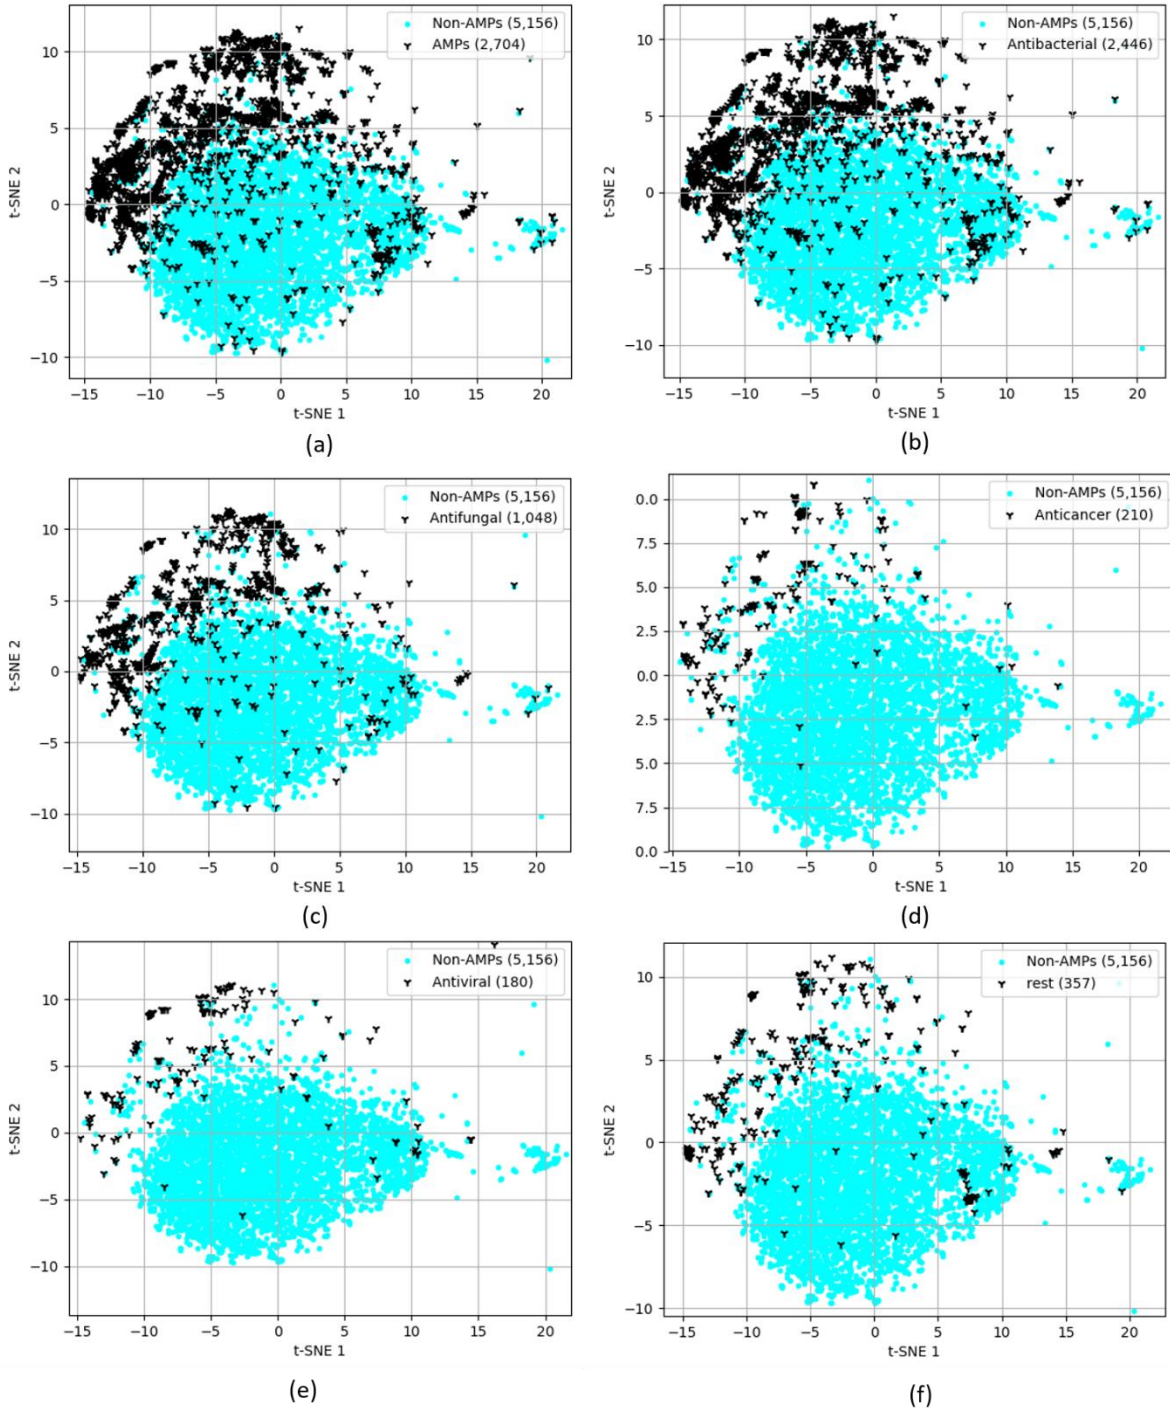 Non-AMPs (5,156)
AMPs (2,704)
10
5
0
−5
−10
t-SNE 2
−15 −10 −5 0 5 10 15 20
t-SNE 1
(a)
Non-AMPs (5,156)
Antibacterial (2,446)
10
5
0
−5
−10
t-SNE 2
−15 −10 −5 0 5 10 15 20
t-SNE 1
(b)
Non-AMPs (5,156)
Antifungal (1,048)
10
5
0
−5
−10
t-SNE 2
−15 −10 −5 0 5 10 15 20
t-SNE 1
(c)
Non-AMPs (5,156)
Anticancer (210)
0.0
7.5
5.0
2.5
0.0
2.5
5.0
7.5
0.0
−15 −10 −5 0 5 10 15 20
t-SNE 1
(d)
Non-AMPs (5,156)
Antiviral (180)
10
5
0
−5
−10
t-SNE 2
−15 −10 −5 0 5 10 15 20
t-SNE 1
(e)
Non-AMPs (5,156)
rest (357)
10
5
0
−5
−10
t-SNE 2
−15 −10 −5 0 5 10 15 20
t-SNE 1
(f)